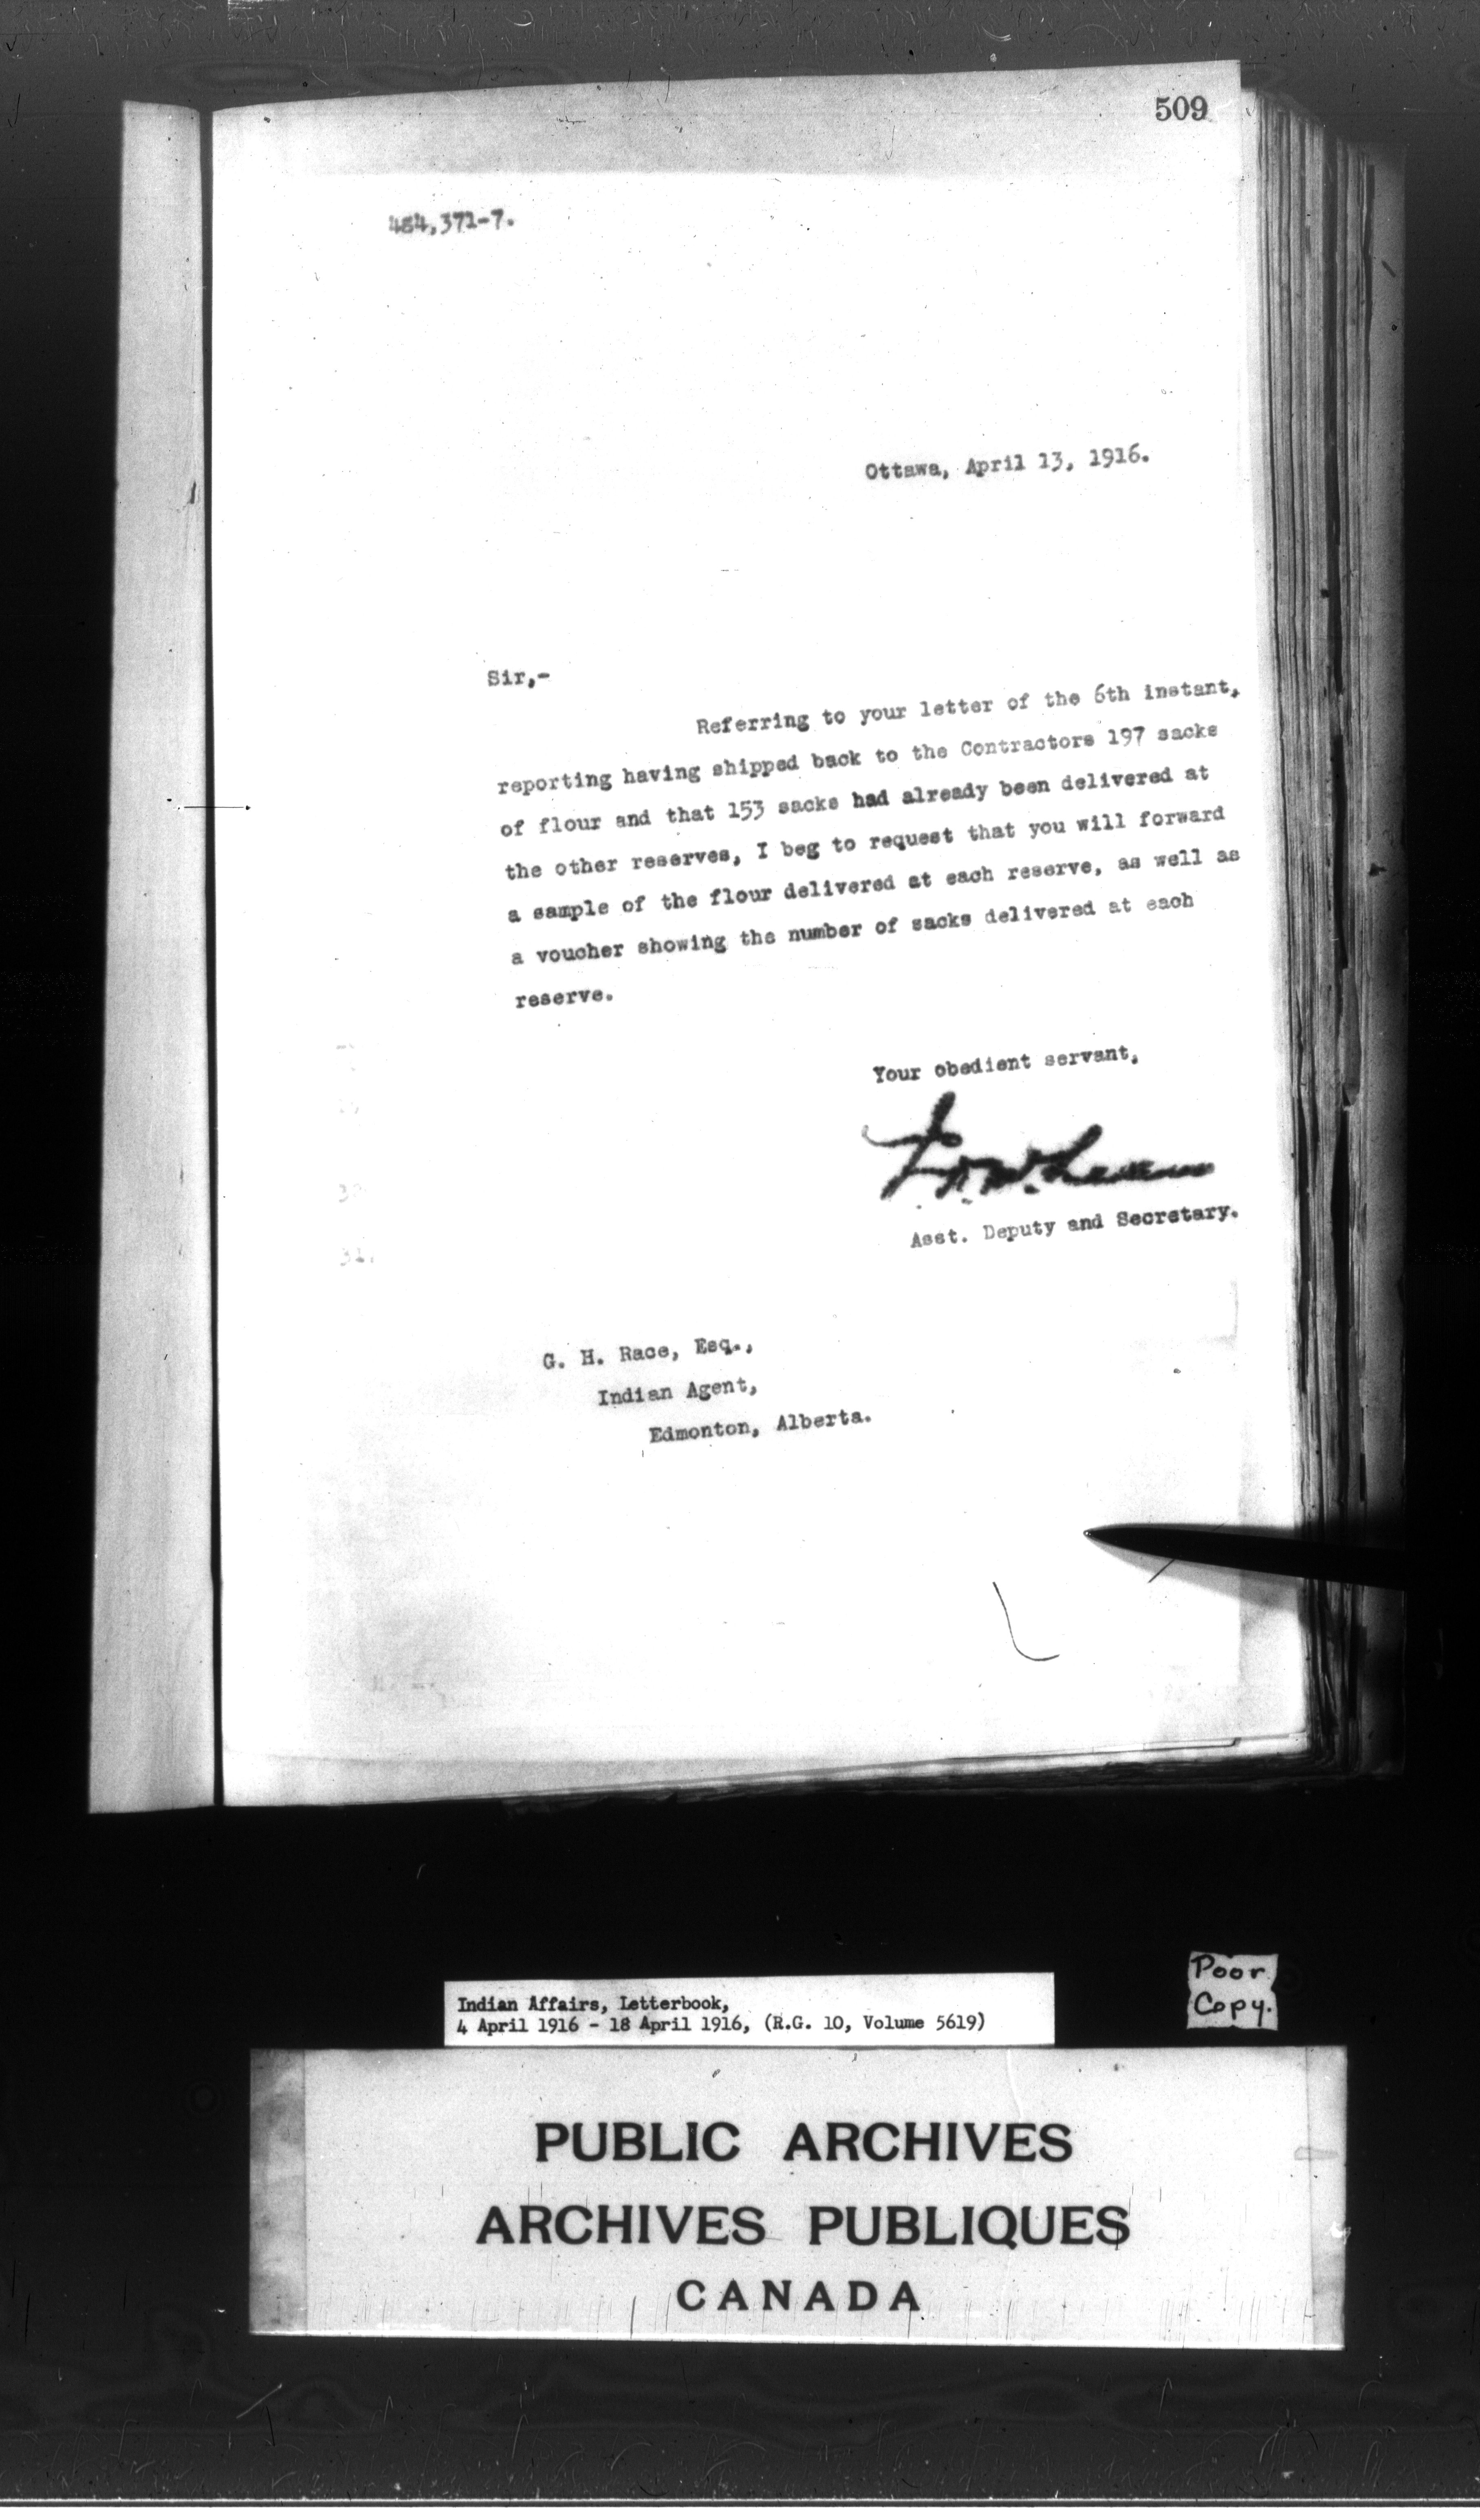 509
484,371-7.
Ottawa, April 13, 1916.
Sir,-
Referring to your letter of the 6th instant,
reporting having shipped back to the Contractors 197 sacks
of flour and that 153 sacks had already been delivered at
the other reserves, I beg to request that you will forward
a sample of the flour delivered at each reserve, as well as
a voucher showing the number of sacks delivered at each
reserve.
Your obedient servant,
Asst. Deputy and Secretary.
G. H. Race, Esq.,
Indian Agent,
Edmonton, Alberta.
Poor
Copy.
Indian Affairs, Letterbook,
4 April 1916 - 18 April 1916, (R.G. 10, Volume 5619)
PUBLIC ARCHIVES
ARCHIVES PUBLIQUES
CANADA